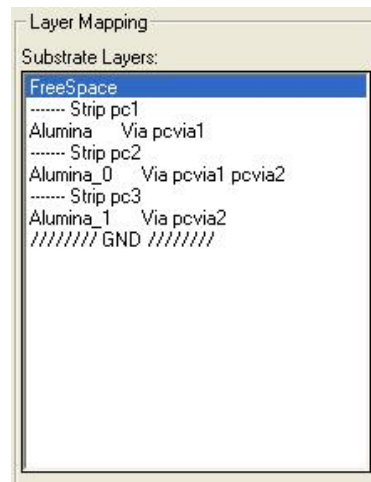 Layer Mapping
Substrate Layers:
FreeSpace
------- Strip pc1
Alumina Via pcvia1
------- Strip pc2
Alumina_0 Via pcvia1 pcvia2
------- Strip pc3
Alumina_1 Via pcvia2
//////// GND ////////